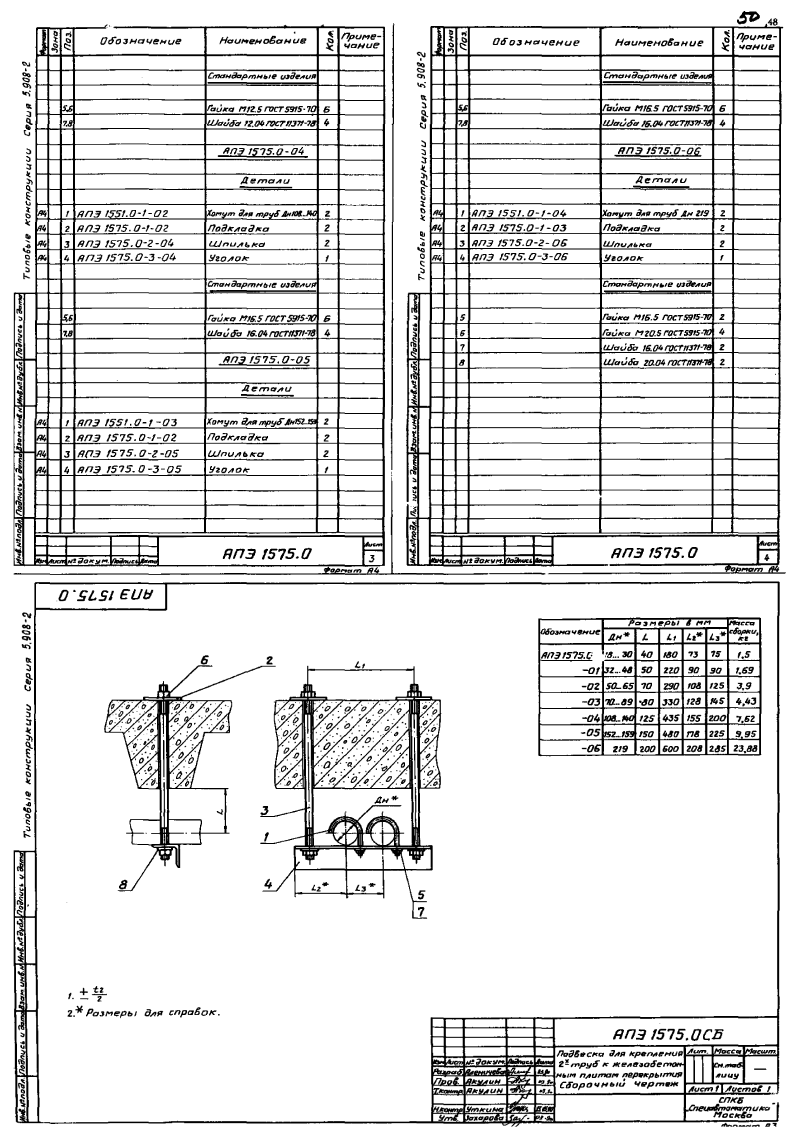 50 48
Формат Зона Поз. Обозначение Наименование Кол. Приме-
чание
Стандартные изделия
5,6 Гайка М12.5 ГОСТ 5915-70 6
7,8 Шайба 12.04 ГОСТ 11371-78 4
АПЭ 1575.0-04
Детали
А4 1 АПЭ 1551.0-1-02 Хомут для труб Дн108...140 2
А4 2 АПЭ 1575.0-1-02 Подкладка 2
А4 3 АПЭ 1575.0-2-04 Шпилька 2
А4 4 АПЭ 1575.0-3-04 Уголок 1
Стандартные изделия
5,6 Гайка М16.5 ГОСТ 5915-70 6
7,8 Шайба 16.04 ГОСТ 11371-78 4
АПЭ 1575.0-05
Детали
А4 1 АПЭ 1551.0-1-03 Хомут для труб Дн152...159 2
А4 2 АПЭ 1575.0-1-02 Подкладка 2
А4 3 АПЭ 1575.0-2-05 Шпилька 2
А4 4 АПЭ 1575.0-3-05 Уголок 1
Изм. Лист № докум. Подпись Дата
АПЭ 1575.0
Лист
3
Формат А4
Типовые конструкции Серия 5.908-2
Инв.№подл. Подпись и дата Взам.инв.№ Инв.№дубл. Подпись и дата
Формат Зона Поз. Обозначение Наименование Кол. Приме-
чание
Стандартные изделия
5,6 Гайка М16.5 ГОСТ 5915-70 6
7,8 Шайба 16.04 ГОСТ 11371-78 4
АПЭ 1575.0-06
Детали
А4 1 АПЭ 1551.0-1-04 Хомут для труб Дн 219 2
А4 2 АПЭ 1575.0-1-03 Подкладка 2
А4 3 АПЭ 1575.0-2-06 Шпилька 2
А4 4 АПЭ 1575.0-3-06 Уголок 1
Стандартные изделия
5 Гайка М16.5 ГОСТ 5915-70 2
6 Гайка М20.5 ГОСТ 5915-70 4
7 Шайба 16.04 ГОСТ 11371-78 2
8 Шайба 20.04 ГОСТ 11371-78 2
Изм. Лист № докум. Подпись Дата
АПЭ 1575.0
Лист
4
Формат А4
Типовые конструкции Серия 5.908-2
Инв.№подл. Подпись и дата Взам.инв.№ Инв.№дубл. Подпись и дата
АПЭ 1575.0
Типовые конструкции Серия 5.908-2
Инв.№подл. Подпись и дата Взам.инв.№ Инв.№дубл. Подпись и дата
6 2 L1
L
3
Дн*
1
8 4 L2* L3* 5
7
Обозначение Размеры в мм Масса сборки, кг
Дн* L L1 L2* L3*
АПЭ1575.0 18...30 40 180 73 75 1,5
-01 32...48 50 220 90 90 1,69
-02 50...65 70 290 108 125 3,9
-03 70...89 80 330 128 145 4,43
-04 108...140 125 435 155 200 7,62
-05 152...159 150 480 178 225 9,95
-06 219 200 600 208 285 23,88
1. ± t2/2
2.* Размеры для справок.
АПЭ 1575.0СБ
Подвеска для крепления
2х труб к железобетон-
ным плитам перекрытия
Сборочный чертеж
Лит. Масса Масшт.
См.таб-
лицу —
Лист 1 Листов 1
СПКБ
"Спецавтоматика"
Москва
Изм. Лист № докум. Подпись Дата
Разраб.
Пров. Акулин
Т.контр. Акулин
Н.контр. Уткина
Утв. Захарова
Формат А3